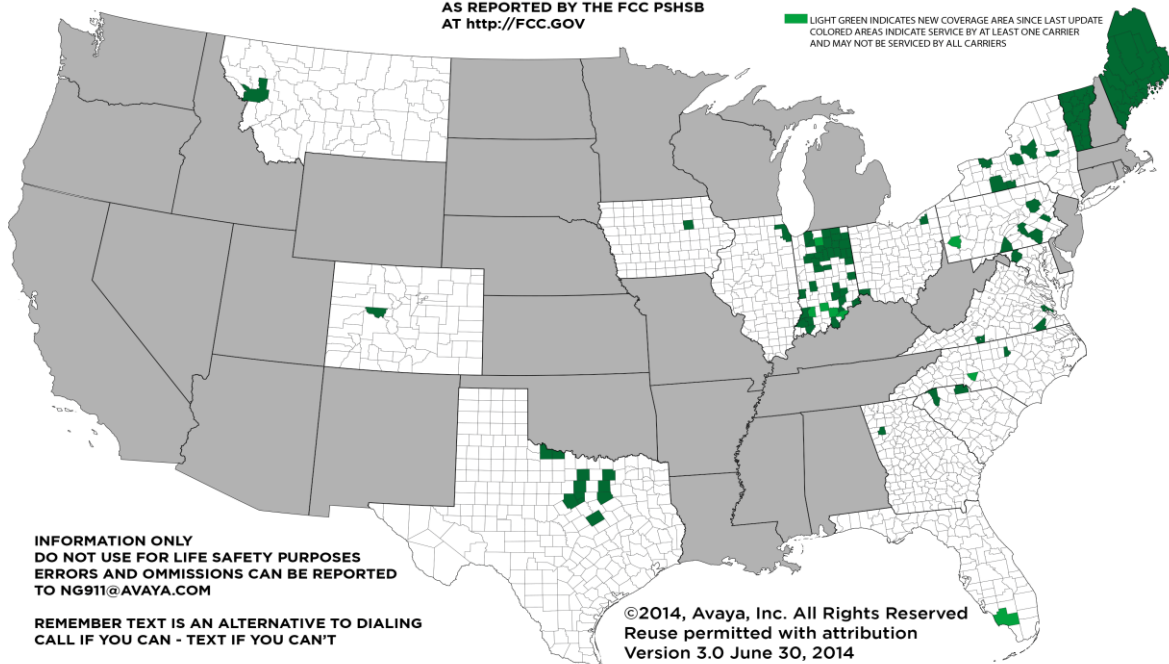 AS REPORTED BY THE FCC PSHSB
AT http://FCC.GOV
LIGHT GREEN INDICATES NEW COVERAGE AREA SINCE LAST UPDATE
COLORED AREAS INDICATE SERVICE BY AT LEAST ONE CARRIER
AND MAY NOT BE SERVICED BY ALL CARRIERS
INFORMATION ONLY
DO NOT USE FOR LIFE SAFETY PURPOSES
ERRORS AND OMMISSIONS CAN BE REPORTED
TO NG911@AVAYA.COM
REMEMBER TEXT IS AN ALTERNATIVE TO DIALING
CALL IF YOU CAN - TEXT IF YOU CAN'T
©2014, Avaya, Inc. All Rights Reserved
Reuse permitted with attribution
Version 3.0 June 30, 2014